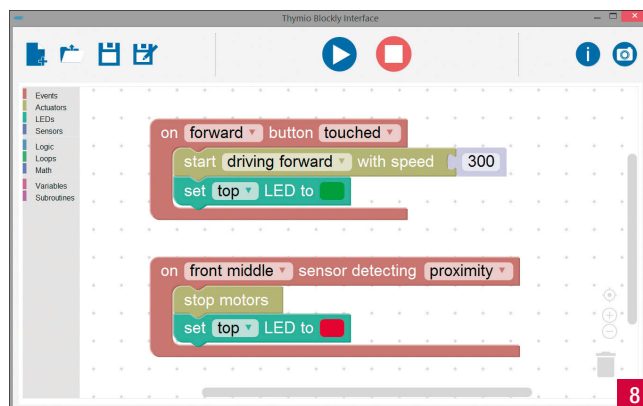 Thymio Blockly Interface
Events
Actuators
LEDs
Sensors
Logic
Loops
Math
Variables
Subroutines
on forward button touched
start driving forward with speed 300
set top LED to
on front middle sensor detecting proximity
stop motors
set top LED to
8